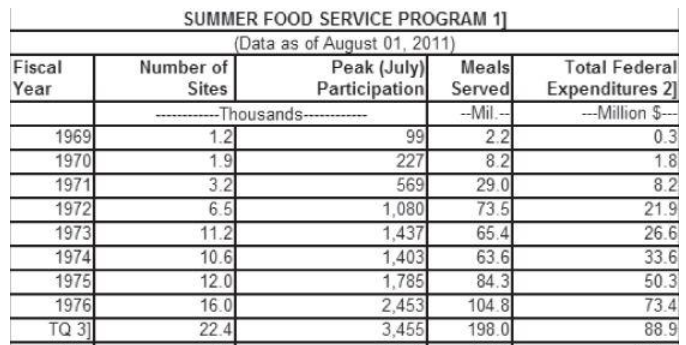 SUMMER FOOD SERVICE PROGRAM 1]
(Data as of August 01, 2011)
Fiscal Number of Peak (July) Meals Total Federal
Year Sites Participation Served Expenditures 2]
-----------Thousands----------- --Mil.-- ---Million $---
1969 1.2 99 2.2 0.3
1970 1.9 227 8.2 1.8
1971 3.2 569 29.0 8.2
1972 6.5 1,080 73.5 21.9
1973 11.2 1,437 65.4 26.6
1974 10.6 1,403 63.6 33.6
1975 12.0 1,785 84.3 50.3
1976 16.0 2,453 104.8 73.4
TQ 3] 22.4 3,455 198.0 88.9